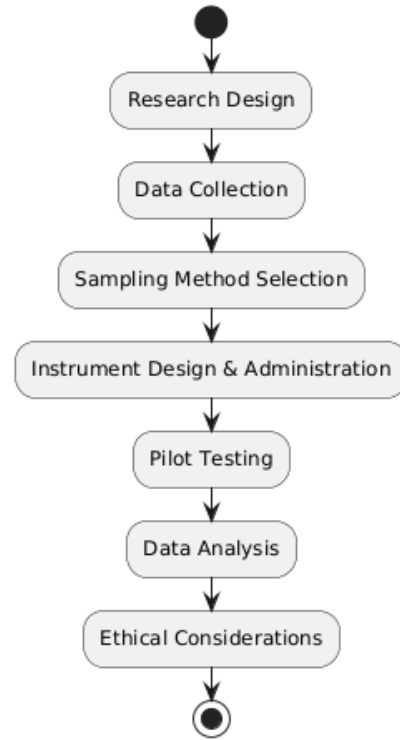 Research Design
Data Collection
Sampling Method Selection
Instrument Design & Administration
Pilot Testing
Data Analysis
Ethical Considerations